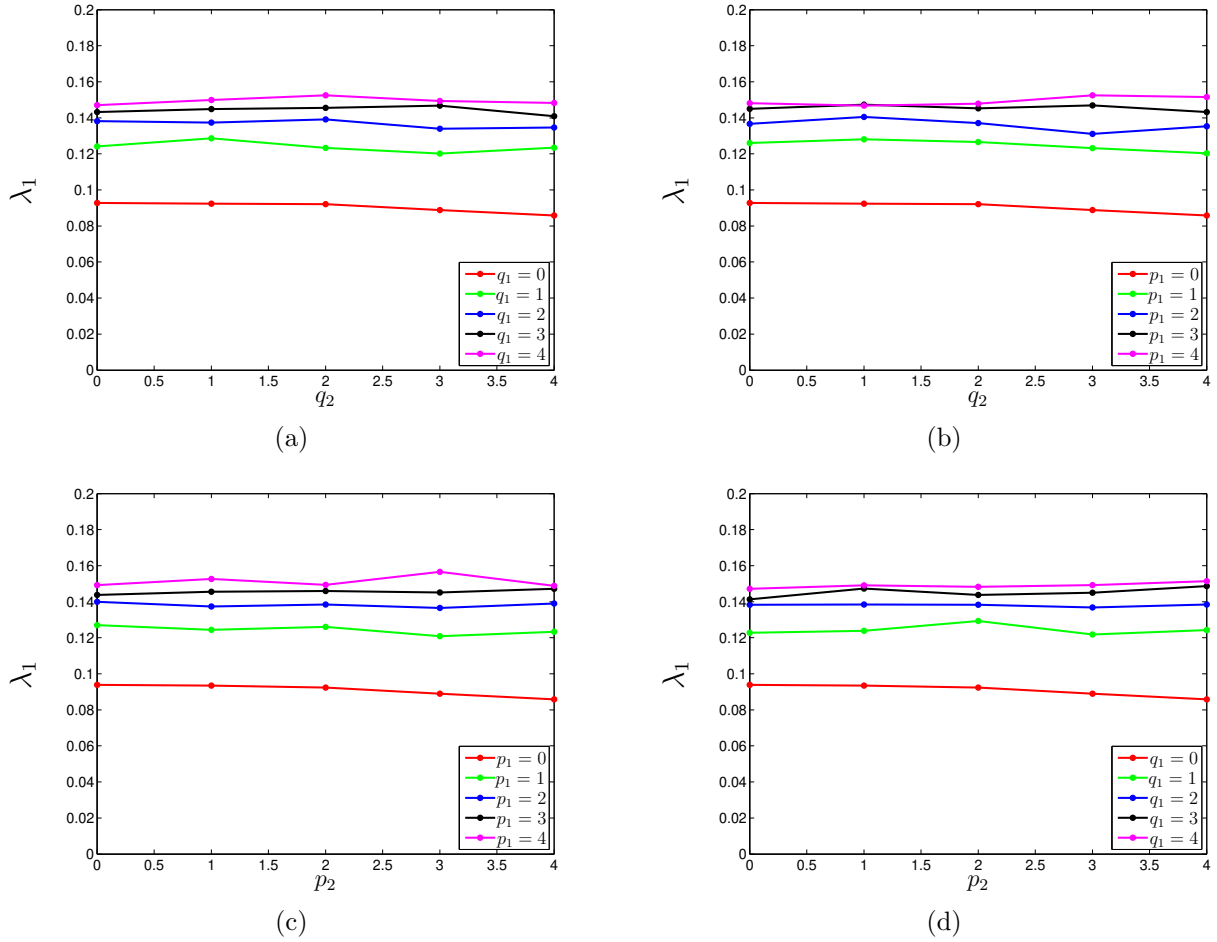 0.2
0.18
0.16
0.14
0.12
0.1
0.08
0.06
0.04
0.02
0
λ₁
0 0.5 1 1.5 2 2.5 3 3.5 4
q₂
q₁ = 0
q₁ = 1
q₁ = 2
q₁ = 3
q₁ = 4
(a)
0.2
0.18
0.16
0.14
0.12
0.1
0.08
0.06
0.04
0.02
0
λ₁
0 0.5 1 1.5 2 2.5 3 3.5 4
q₂
p₁ = 0
p₁ = 1
p₁ = 2
p₁ = 3
p₁ = 4
(b)
0.2
0.18
0.16
0.14
0.12
0.1
0.08
0.06
0.04
0.02
0
λ₁
0 0.5 1 1.5 2 2.5 3 3.5 4
p₂
p₁ = 0
p₁ = 1
p₁ = 2
p₁ = 3
p₁ = 4
(c)
0.2
0.18
0.16
0.14
0.12
0.1
0.08
0.06
0.04
0.02
0
λ₁
0 0.5 1 1.5 2 2.5 3 3.5 4
p₂
q₁ = 0
q₁ = 1
q₁ = 2
q₁ = 3
q₁ = 4
(d)